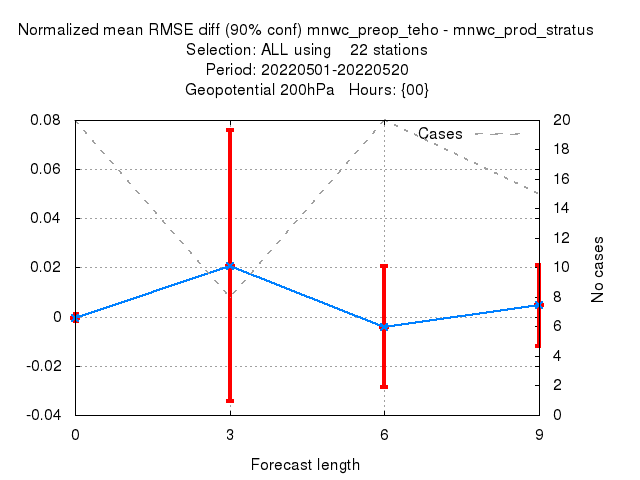 Normalized mean RMSE diff (90% conf) mnwc_preop_teho - mnwc_prod_stratus
Selection: ALL using    22 stations
Period: 20220501-20220520
Geopotential 200hPa   Hours: {00}
Cases
0.08
0.06
0.04
0.02
0
-0.02
-0.04
20
18
16
14
12
10
8
6
4
2
0
No cases
0 3 6 9
Forecast length